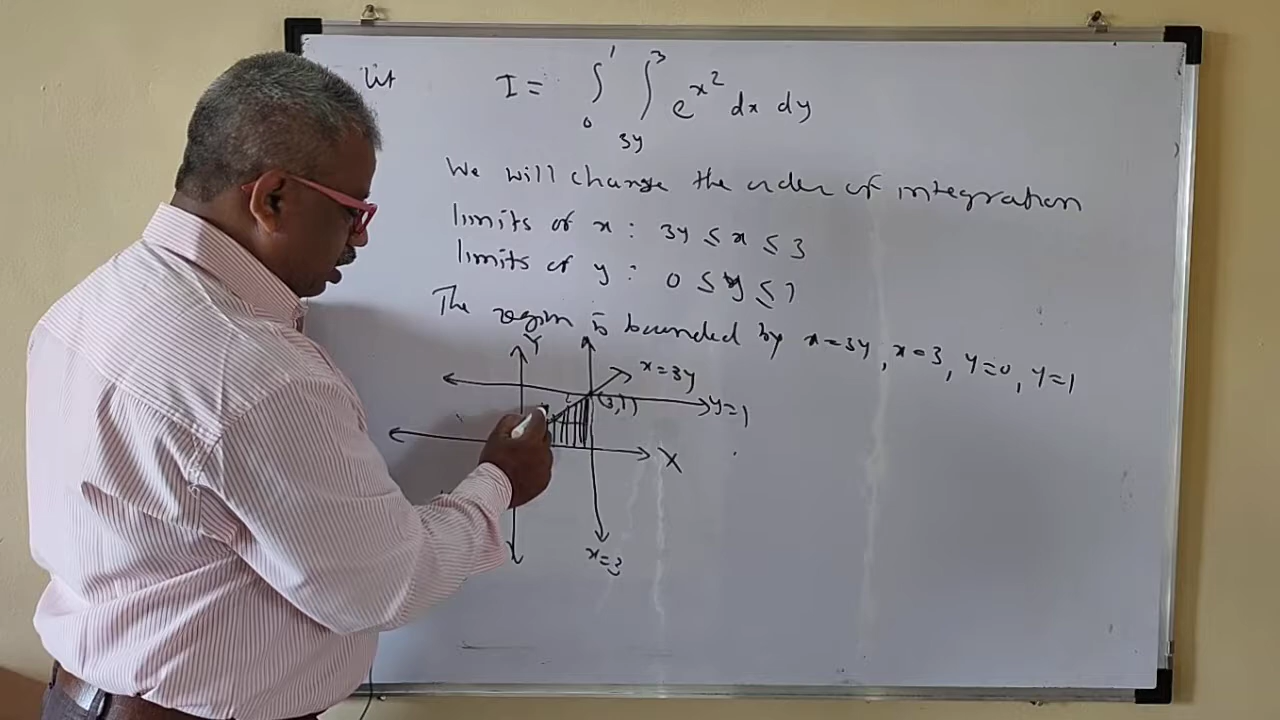 Let I = ∫₀¹ ∫₃ᵧ³ e^{x²} dx dy
We will change the order of integration
limits of x : 3y ≤ x ≤ 3
limits of y : 0 ≤ y ≤ 1
The region is bounded by x=3y, x=3, y=0, y=1
Y
x=3y
(3,1)
y=1
X
x=3